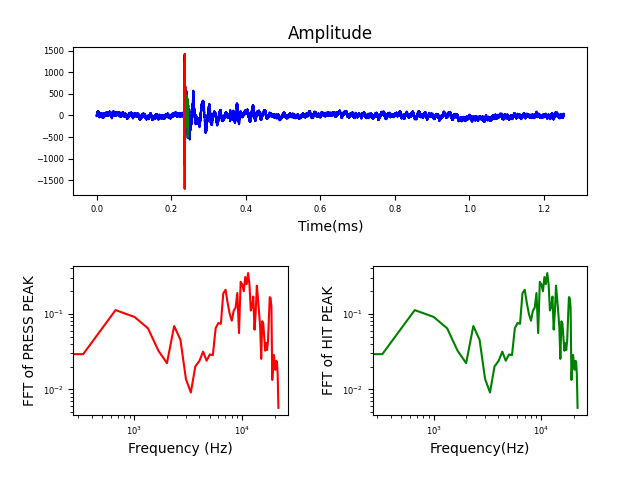 Amplitude
1500
1000
500
0
−500
−1000
−1500
0.0 0.2 0.4 0.6 0.8 1.0 1.2
Time(ms)
FFT of PRESS PEAK
10⁻¹
10⁻²
10³ 10⁴
Frequency (Hz)
FFT of HIT PEAK
10⁻¹
10⁻²
10³ 10⁴
Frequency(Hz)